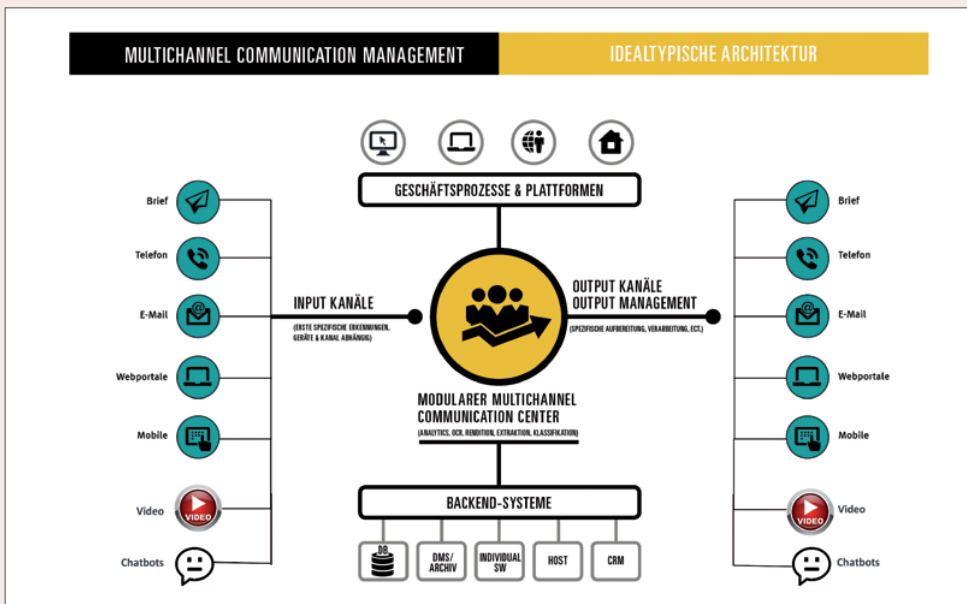 MULTICHANNEL COMMUNICATION MANAGEMENT
IDEALTYPISCHE ARCHITEKTUR
GESCHÄFTSPROZESSE & PLATTFORMEN
Brief
Telefon
E-Mail
Webportale
Mobile
VIDEO
Video
Chatbots
INPUT KANÄLE
(ERSTE SPEZIFISCHE ERKENNUNGEN,
GERÄTE & KANAL ABHÄNGIG)
OUTPUT KANÄLE
OUTPUT MANAGEMENT
(SPEZIFISCHE AUFBEREITUNG, VERARBEITUNG, ECT.)
MODULARER MULTICHANNEL
COMMUNICATION CENTER
(ANALYTICS, OCR, RENDITION, EXTRAKTION, KLASSIFIKATION)
BACKEND-SYSTEME
DB
DMS/
ARCHIV
INDIVIDUAL
SW
HOST
CRM
Brief
Telefon
E-Mail
Webportale
Mobile
VIDEO
Video
Chatbots